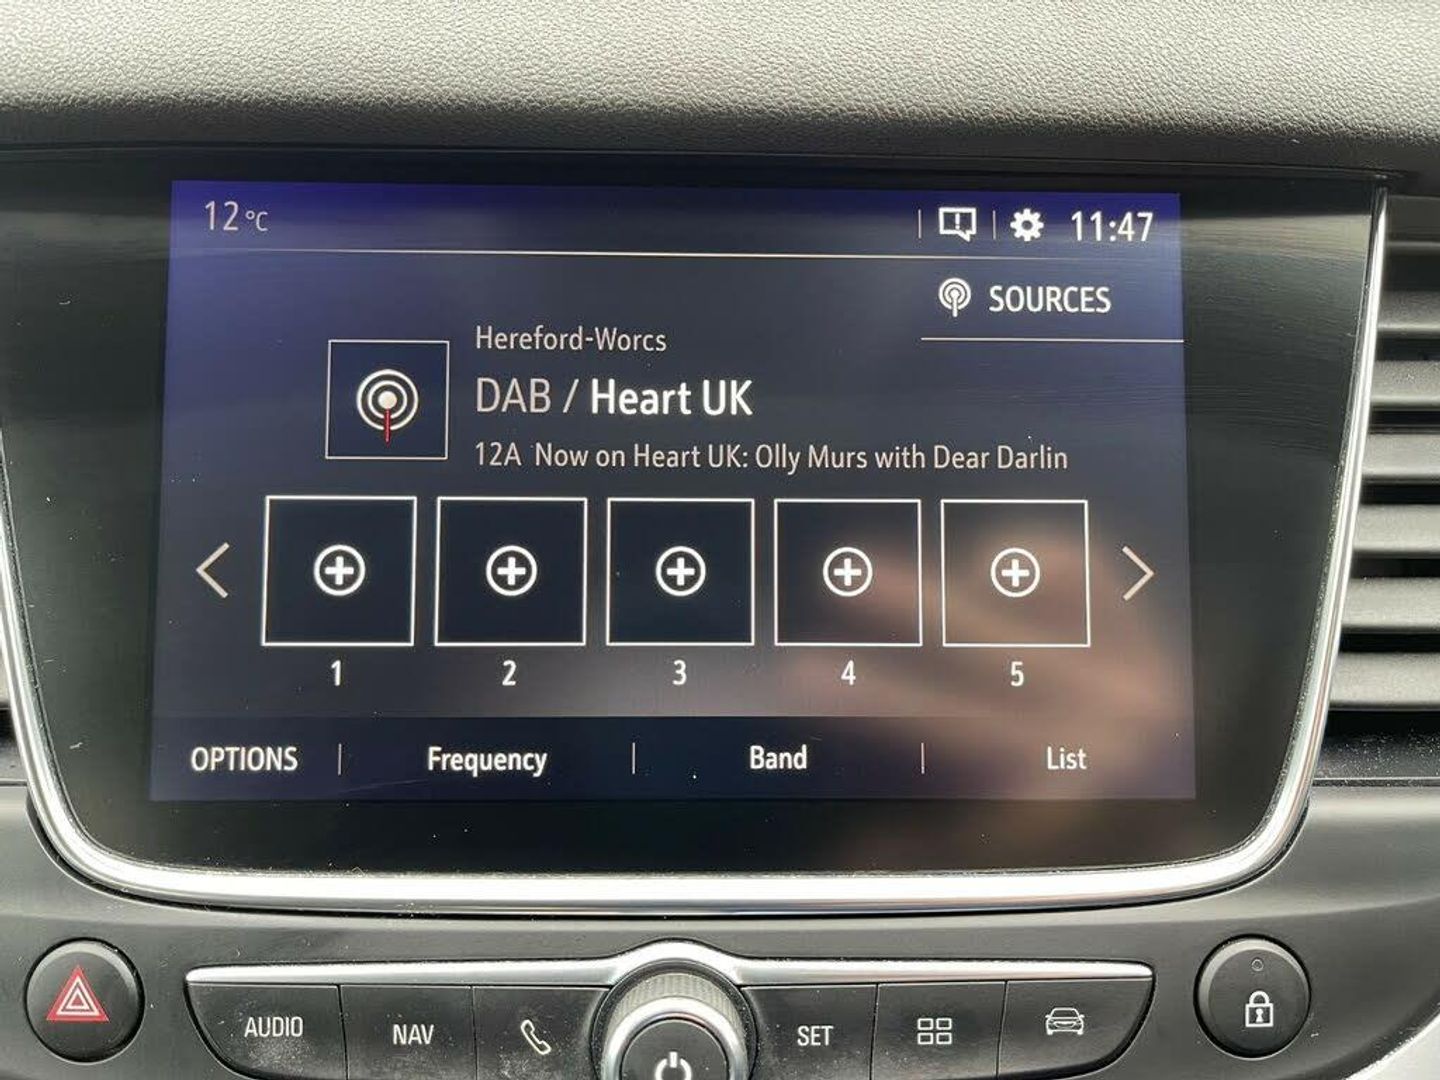 12 °C
11:47
SOURCES
Hereford-Worcs
DAB / Heart UK
12A Now on Heart UK: Olly Murs with Dear Darlin
1 2 3 4 5
OPTIONS Frequency Band List
AUDIO NAV SET